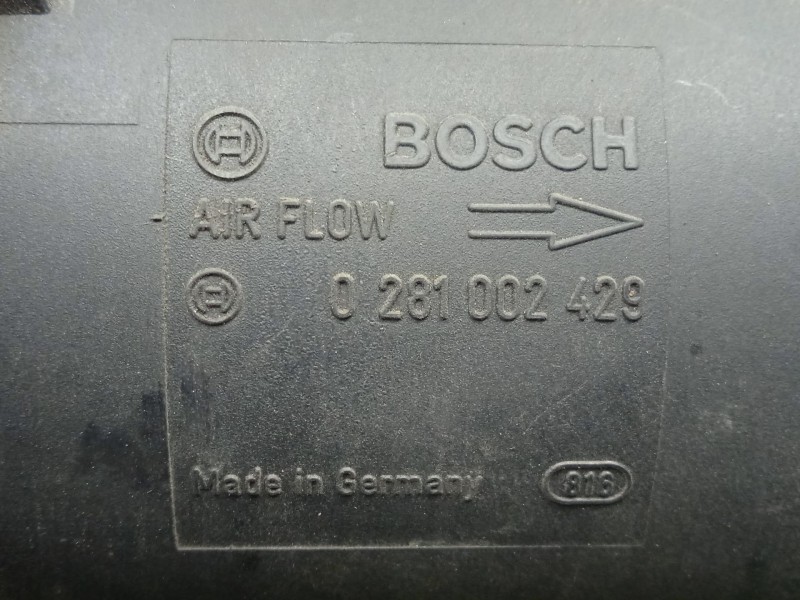 BOSCH
AIR FLOW
0 281 002 429
Made in Germany 816